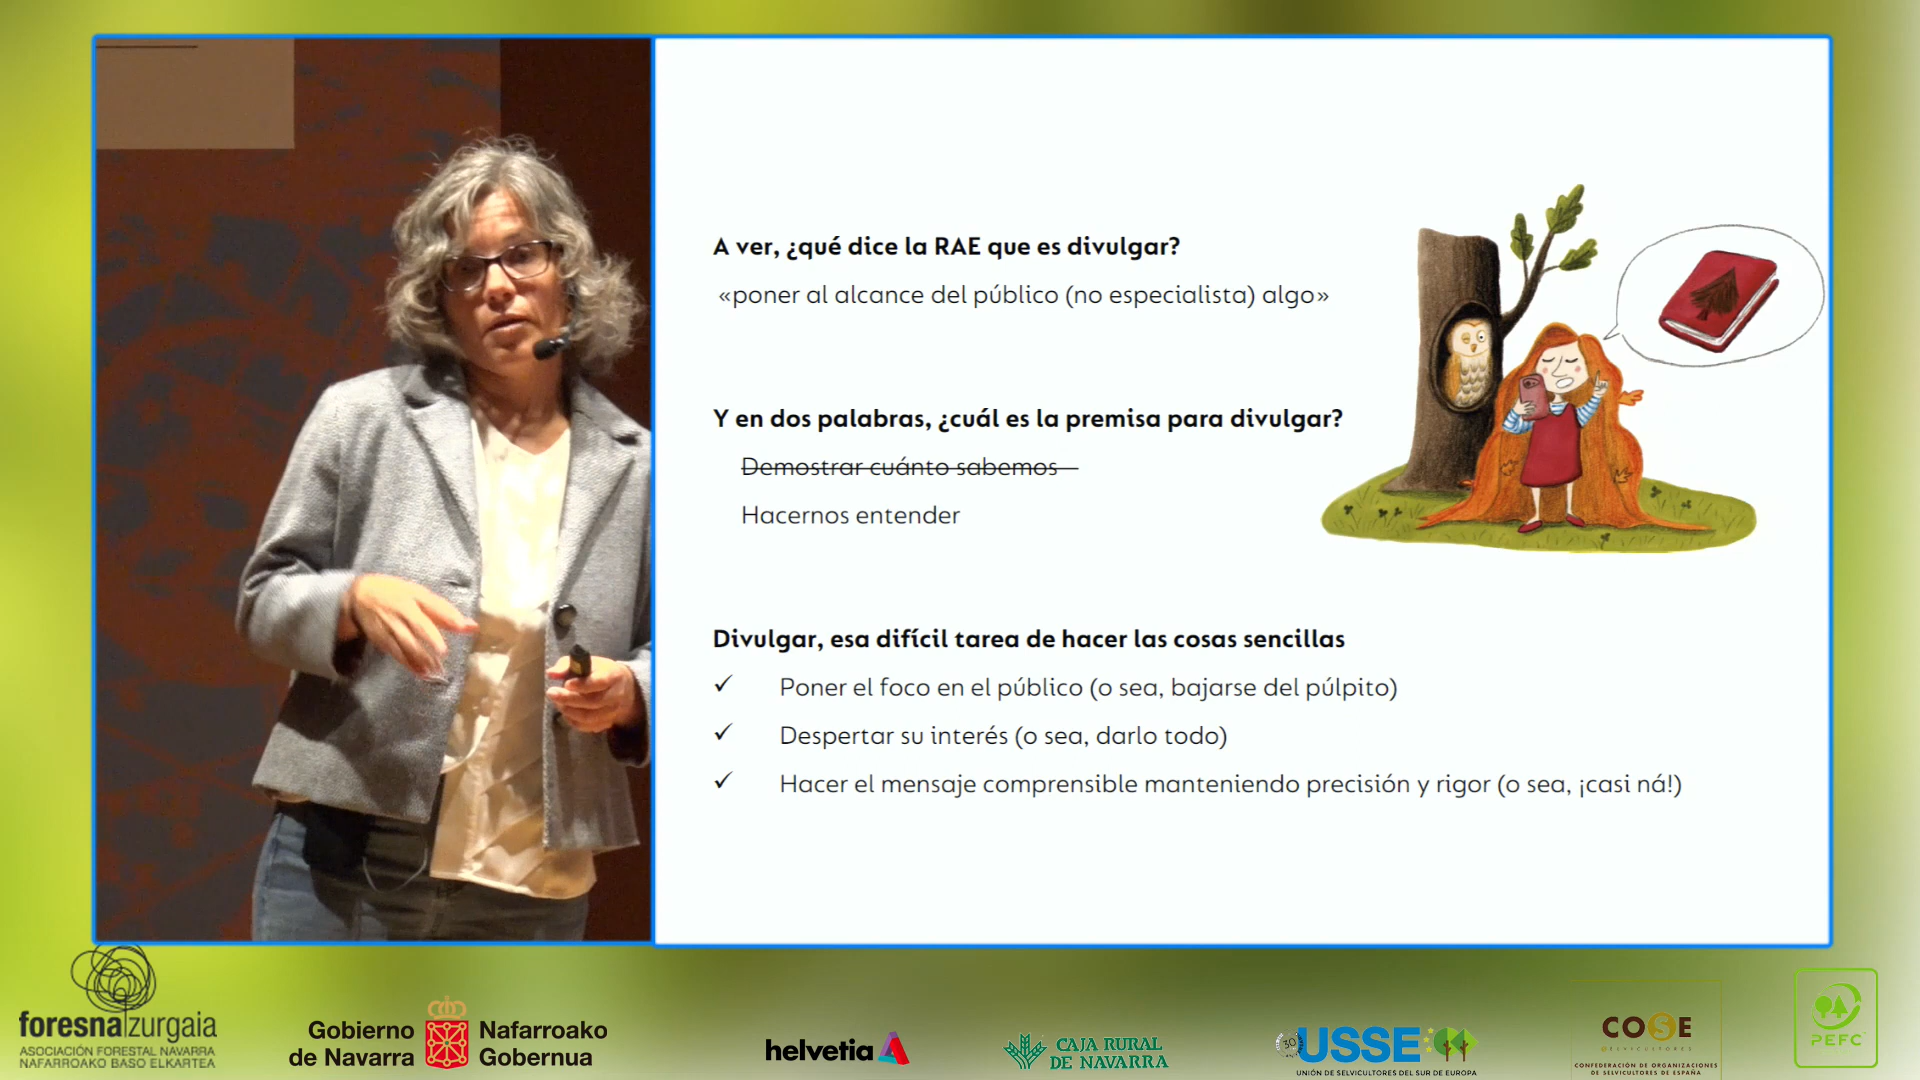 A ver, ¿qué dice la RAE que es divulgar?
«poner al alcance del público (no especialista) algo»
Y en dos palabras, ¿cuál es la premisa para divulgar?
Demostrar cuánto sabemos
Hacernos entender
Divulgar, esa difícil tarea de hacer las cosas sencillas
✓ Poner el foco en el público (o sea, bajarse del púlpito)
✓ Despertar su interés (o sea, darlo todo)
✓ Hacer el mensaje comprensible manteniendo precisión y rigor (o sea, ¡casi ná!)
foresna|zurgaia
ASOCIACIÓN FORESTAL NAVARRA
NAFARROAKO BASO ELKARTEA
Gobierno
de Navarra
Nafarroako
Gobernua
helvetia
CAJA RURAL
DE NAVARRA
30
USSE
UNIÓN DE SELVICULTORES DEL SUR DE EUROPA
COSE
SELVICULTORES
CONFEDERACIÓN DE ORGANIZACIONES
DE SELVICULTORES DE ESPAÑA
PEFC